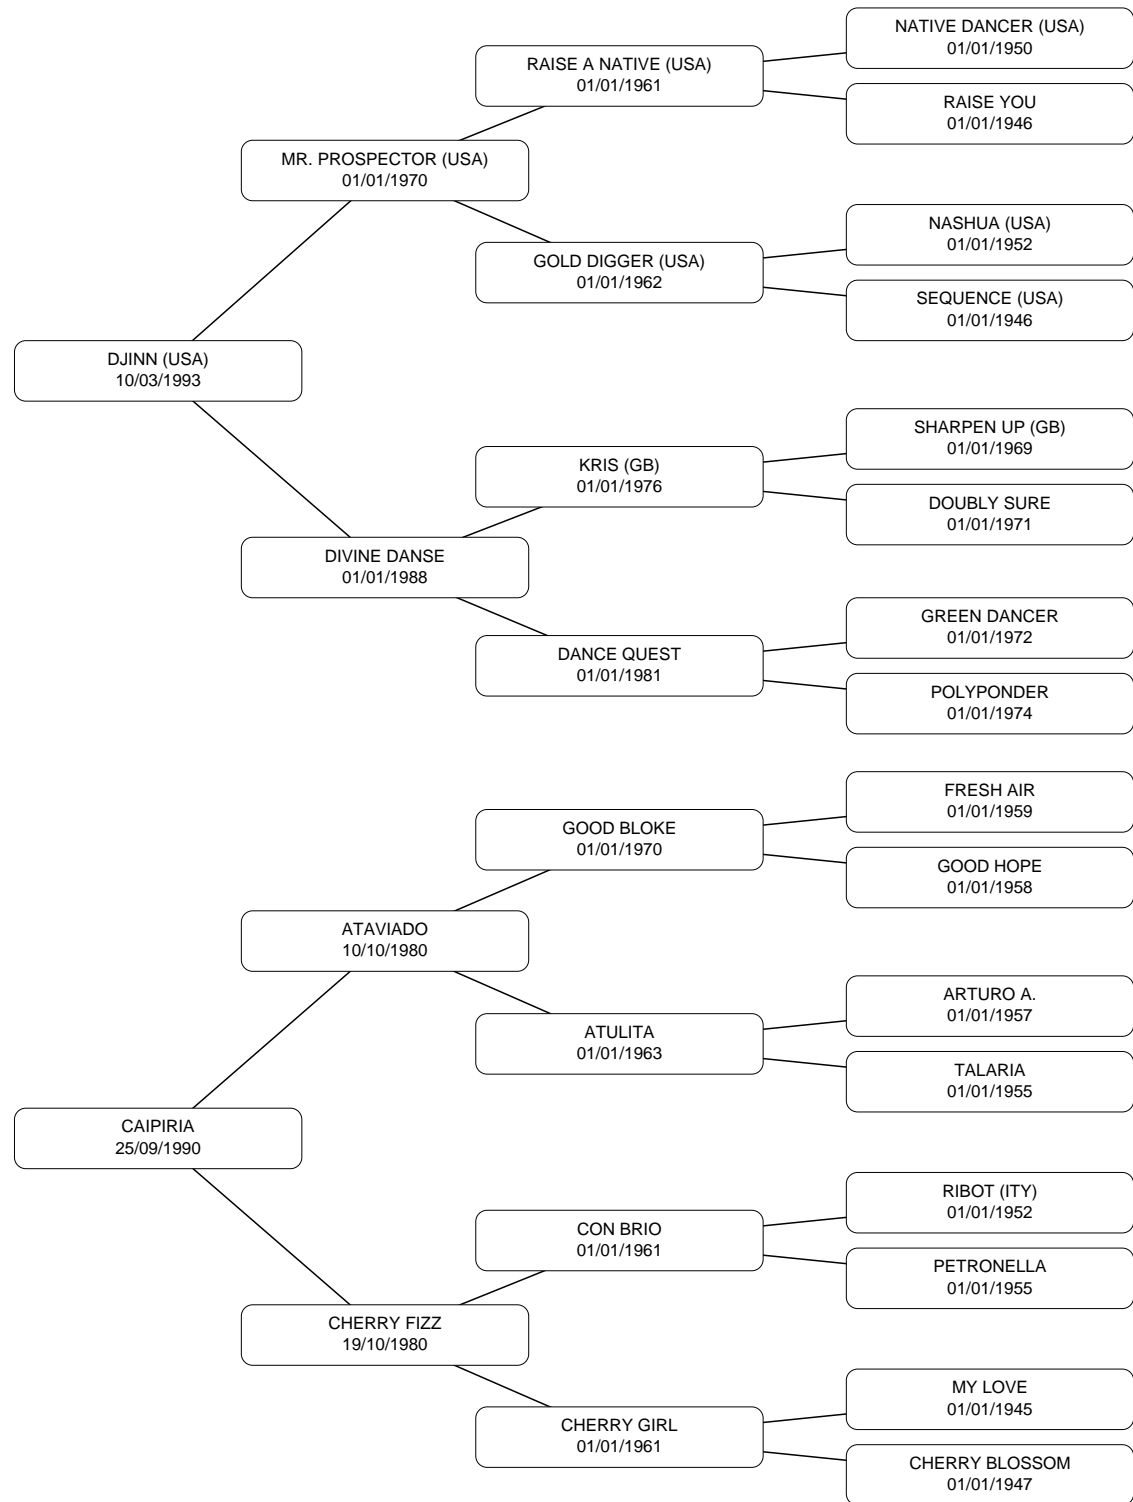 NATIVE DANCER (USA)
01/01/1950
RAISE A NATIVE (USA)
01/01/1961
RAISE YOU
01/01/1946
MR. PROSPECTOR (USA)
01/01/1970
NASHUA (USA)
01/01/1952
GOLD DIGGER (USA)
01/01/1962
SEQUENCE (USA)
01/01/1946
DJINN (USA)
10/03/1993
SHARPEN UP (GB)
01/01/1969
KRIS (GB)
01/01/1976
DOUBLY SURE
01/01/1971
DIVINE DANSE
01/01/1988
GREEN DANCER
01/01/1972
DANCE QUEST
01/01/1981
POLYPONDER
01/01/1974
FRESH AIR
01/01/1959
GOOD BLOKE
01/01/1970
GOOD HOPE
01/01/1958
ATAVIADO
10/10/1980
ARTURO A.
01/01/1957
ATULITA
01/01/1963
TALARIA
01/01/1955
CAIPIRIA
25/09/1990
RIBOT (ITY)
01/01/1952
CON BRIO
01/01/1961
PETRONELLA
01/01/1955
CHERRY FIZZ
19/10/1980
MY LOVE
01/01/1945
CHERRY GIRL
01/01/1961
CHERRY BLOSSOM
01/01/1947